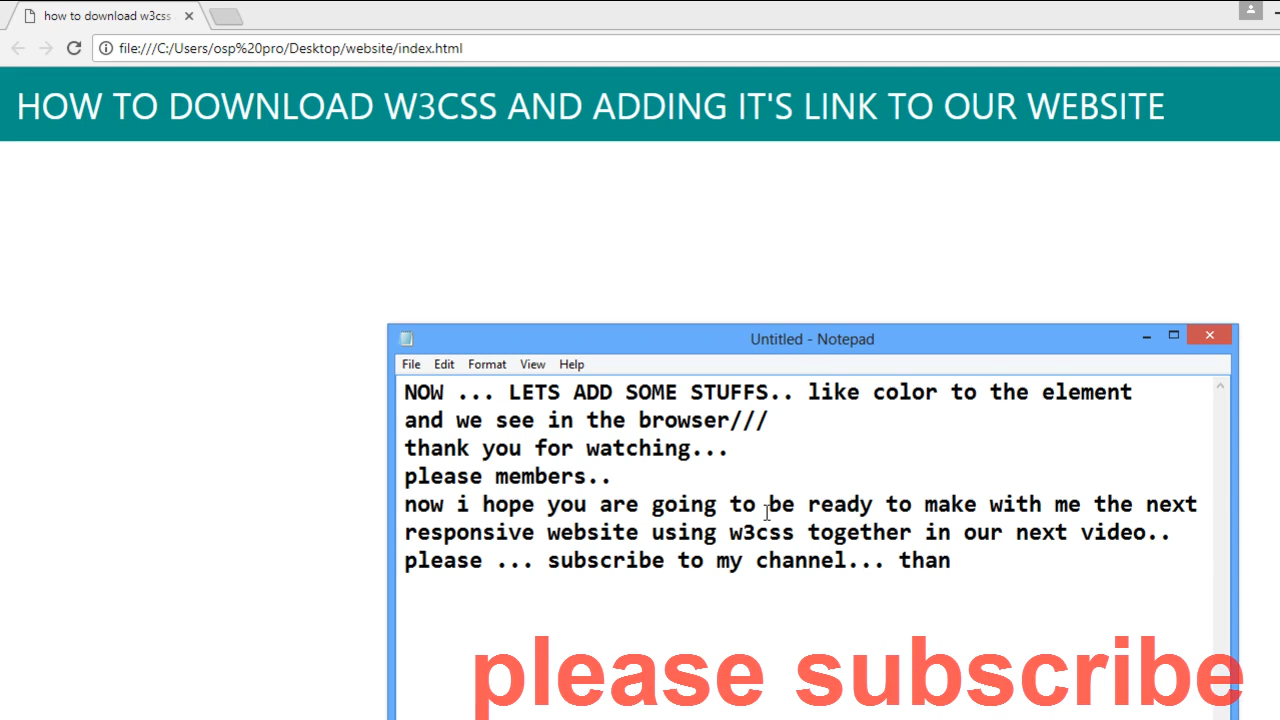 how to download w3css
file:///C:/Users/osp%20pro/Desktop/website/index.html
HOW TO DOWNLOAD W3CSS AND ADDING IT'S LINK TO OUR WEBSITE
Untitled - Notepad
File Edit Format View Help
NOW ... LETS ADD SOME STUFFS.. like color to the element
and we see in the browser///
thank you for watching...
please members..
now i hope you are going to be ready to make with me the next
responsive website using w3css together in our next video..
please ... subscribe to my channel... than
please subscribe